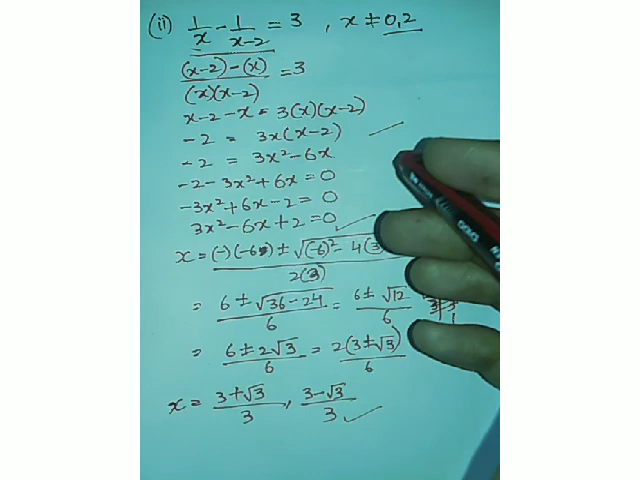 (ii) 1/x - 1/(x-2) = 3 , x ≠ 0,2
((x-2)-(x))/((x)(x-2)) = 3
x-2-x = 3(x)(x-2)
-2 = 3x(x-2)
-2 = 3x²-6x
-2-3x²+6x=0
-3x²+6x-2=0
3x²-6x+2=0
x = (-)(-6) ± √(-6)²- 4(3) / 2(3)
= (6±√36-24)/6 = (6±√12)/6
= (6±2√3)/6 = 2(3±√3)/6
x = (3+√3)/3 , (3-√3)/3